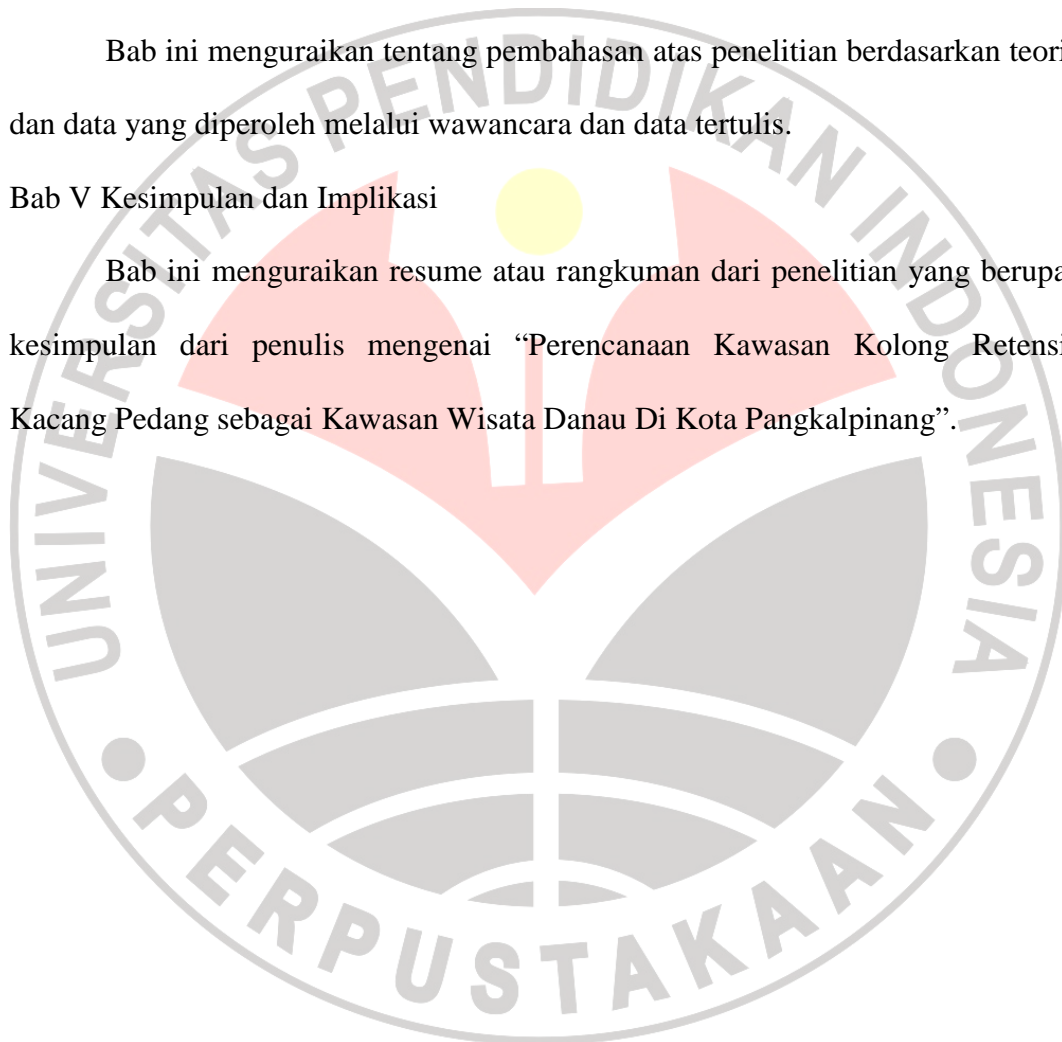 Bab ini menguraikan tentang pembahasan atas penelitian berdasarkan teori
dan data yang diperoleh melalui wawancara dan data tertulis.
Bab V Kesimpulan dan Implikasi
Bab ini menguraikan resume atau rangkuman dari penelitian yang berupa
kesimpulan dari penulis mengenai “Perencanaan Kawasan Kolong Retensi
Kacang Pedang sebagai Kawasan Wisata Danau Di Kota Pangkalpinang”.
UNIVERSITAS PENDIDIKAN INDONESIA
PERPUSTAKAAN